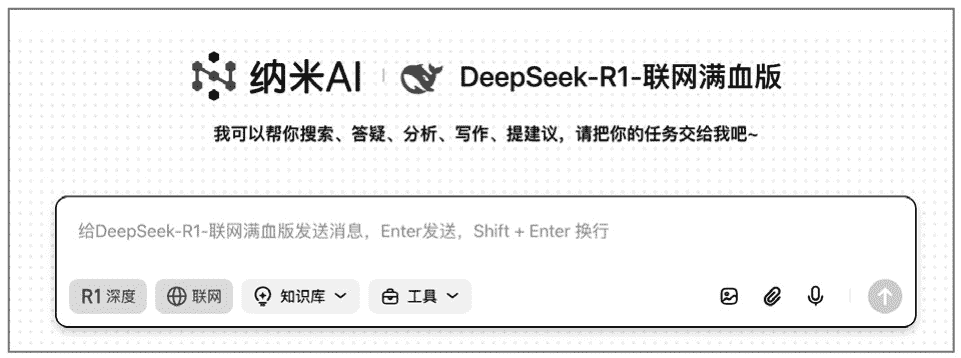 纳米AI | DeepSeek-R1-联网满血版
我可以帮你搜索、答疑、分析、写作、提建议，请把你的任务交给我吧~
给DeepSeek-R1-联网满血版发送消息，Enter发送，Shift + Enter 换行
R1 深度 联网 知识库 工具